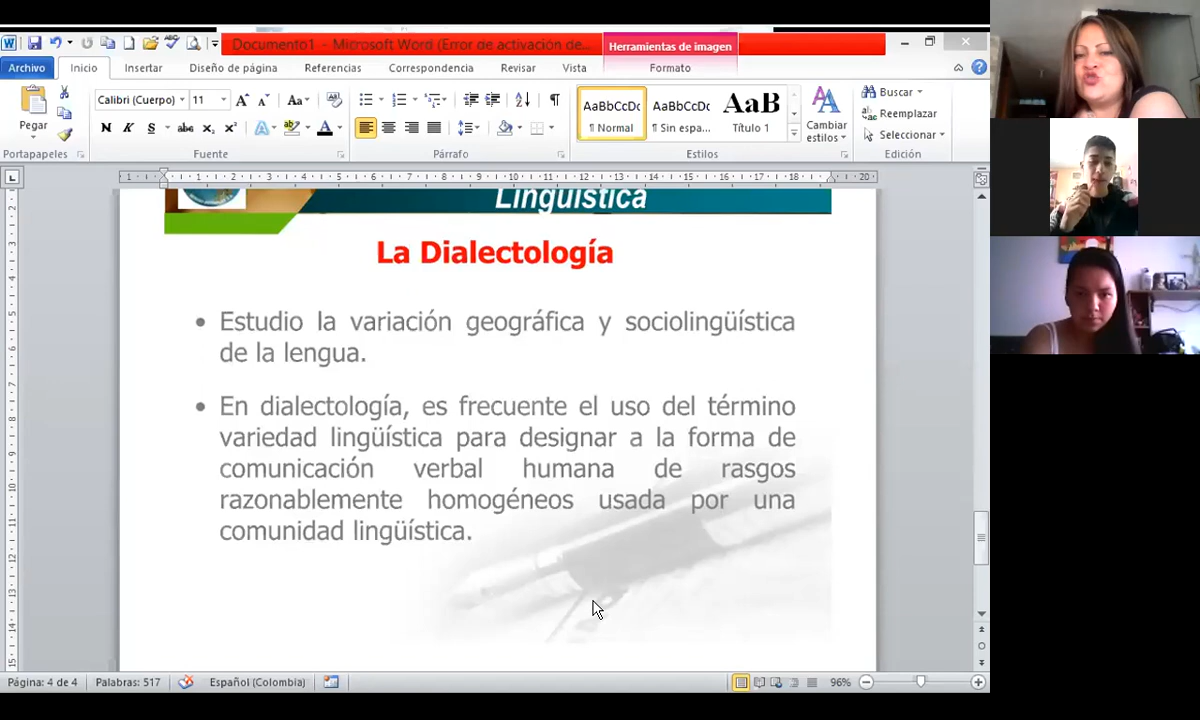 Documento1 - Microsoft Word (Error de activación de...
Herramientas de imagen
Archivo
Inicio
Insertar
Diseño de página
Referencias
Correspondencia
Revisar
Vista
Formato
Pegar
Portapapeles
Calibri (Cuerpo)
11
Aa
N K S abc x₂ x²
Fuente
Párrafo
AaBbCcDc
¶ Normal
AaBbCcDc
¶ Sin espa...
AaB
Título 1
Cambiar
estilos
Estilos
Buscar
Reemplazar
Seleccionar
Edición
Lingüística
La Dialectología
• Estudio la variación geográfica y sociolingüística
de la lengua.
• En dialectología, es frecuente el uso del término
variedad lingüística para designar a la forma de
comunicación verbal humana de rasgos
razonablemente homogéneos usada por una
comunidad lingüística.
Página: 4 de 4
Palabras: 517
Español (Colombia)
96%